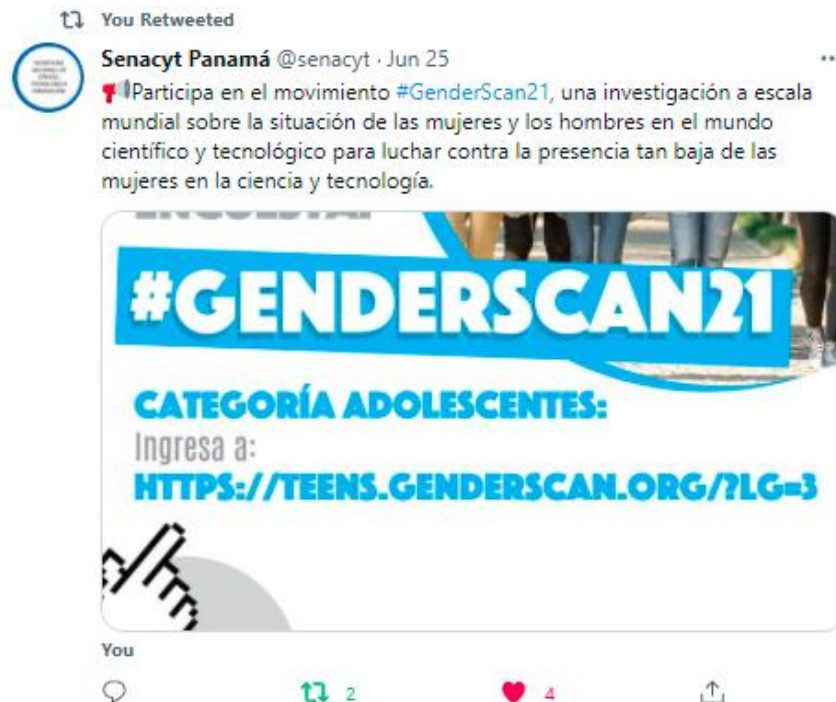 You Retweeted
Senacyt Panamá @senacyt · Jun 25
Participa en el movimiento #GenderScan21, una investigación a escala
mundial sobre la situación de las mujeres y los hombres en el mundo
científico y tecnológico para luchar contra la presencia tan baja de las
mujeres en la ciencia y tecnología.
ENCUESTA:
#GENDERSCAN21
CATEGORÍA ADOLESCENTES:
Ingresa a:
HTTPS://TEENS.GENDERSCAN.ORG/?LG=3
You
2
4